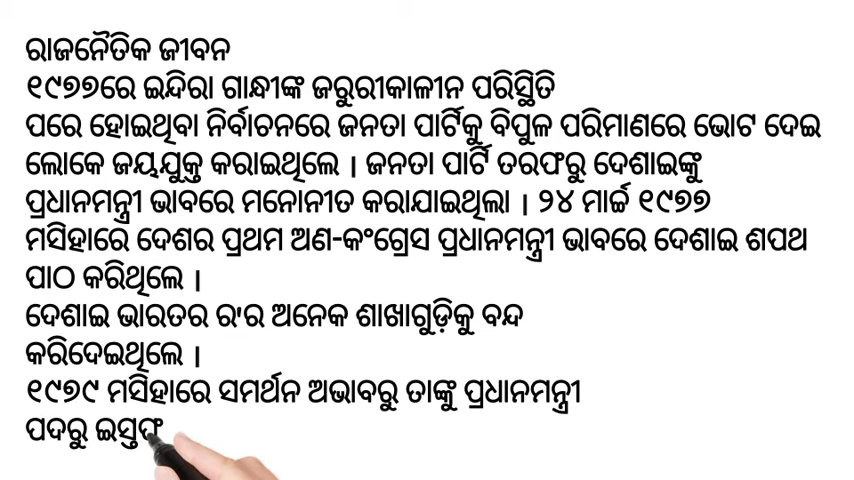 ରାଜନୈତିକ ଜୀବନ
୧୯୭୭ରେ ଇନ୍ଦିରା ଗାନ୍ଧୀଙ୍କ ଜରୁରୀକାଳୀନ ପରିସ୍ଥିତି
ପରେ ହୋଇଥିବା ନିର୍ବାଚନରେ ଜନତା ପାର୍ଟିକୁ ବିପୁଳ ପରିମାଣରେ ଭୋଟ ଦେଇ
ଲୋକେ ଜୟଯୁକ୍ତ କରାଇଥିଲେ । ଜନତା ପାର୍ଟି ତରଫରୁ ଦେଶାଇଙ୍କୁ
ପ୍ରଧାନମନ୍ତ୍ରୀ ଭାବରେ ମନୋନୀତ କରାଯାଇଥିଲା । ୨୪ ମାର୍ଚ୍ଚ ୧୯୭୭
ମସିହାରେ ଦେଶର ପ୍ରଥମ ଅଣ-କଂଗ୍ରେସ ପ୍ରଧାନମନ୍ତ୍ରୀ ଭାବରେ ଦେଶାଇ ଶପଥ
ପାଠ କରିଥିଲେ ।
ଦେଶାଇ ଭାରତର ର'ର ଅନେକ ଶାଖାଗୁଡ଼ିକୁ ବନ୍ଦ
କରିଦେଇଥିଲେ ।
୧୯୭୯ ମସିହାରେ ସମର୍ଥନ ଅଭାବରୁ ତାଙ୍କୁ ପ୍ରଧାନମନ୍ତ୍ରୀ
ପଦରୁ